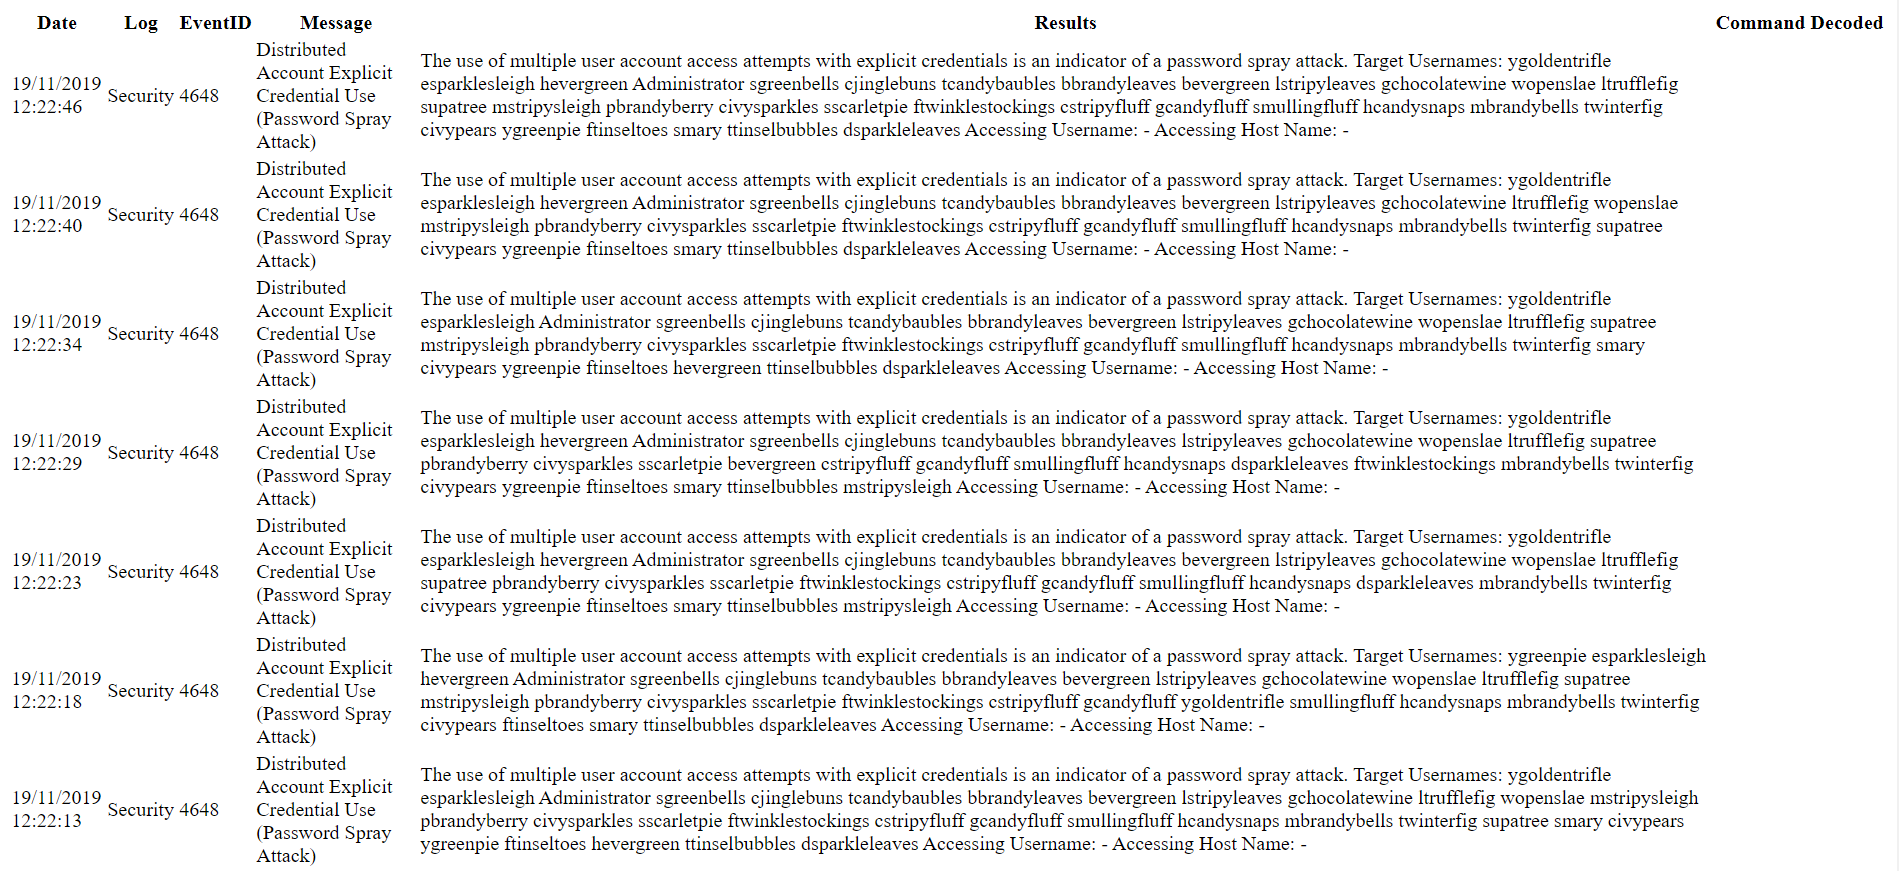 Date Log EventID Message Results Command Decoded
19/11/2019 12:22:46 Security 4648
Distributed
Account Explicit
Credential Use
(Password Spray
Attack)
The use of multiple user account access attempts with explicit credentials is an indicator of a password spray attack. Target Usernames: ygoldentrifle
esparklesleigh hevergreen Administrator sgreenbells cjinglebuns tcandybaubles bbrandyleaves bevergreen lstripyleaves gchocolatewine wopenslae ltrufflefig
supatree mstripysleigh pbrandyberry civysparkles sscarletpie ftwinklestockings cstripyfluff gcandyfluff smullingfluff hcandysnaps mbrandybells twinterfig
civypears ygreenpie ftinseltoes smary ttinselbubbles dsparkleleaves Accessing Username: - Accessing Host Name: -
19/11/2019 12:22:40 Security 4648
Distributed
Account Explicit
Credential Use
(Password Spray
Attack)
The use of multiple user account access attempts with explicit credentials is an indicator of a password spray attack. Target Usernames: ygoldentrifle
esparklesleigh hevergreen Administrator sgreenbells cjinglebuns tcandybaubles bbrandyleaves bevergreen lstripyleaves gchocolatewine ltrufflefig wopenslae
mstripysleigh pbrandyberry civysparkles sscarletpie ftwinklestockings cstripyfluff gcandyfluff smullingfluff hcandysnaps mbrandybells twinterfig supatree
civypears ygreenpie ftinseltoes smary ttinselbubbles dsparkleleaves Accessing Username: - Accessing Host Name: -
19/11/2019 12:22:34 Security 4648
Distributed
Account Explicit
Credential Use
(Password Spray
Attack)
The use of multiple user account access attempts with explicit credentials is an indicator of a password spray attack. Target Usernames: ygoldentrifle
esparklesleigh Administrator sgreenbells cjinglebuns tcandybaubles bbrandyleaves bevergreen lstripyleaves gchocolatewine wopenslae ltrufflefig supatree
mstripysleigh pbrandyberry civysparkles sscarletpie ftwinklestockings cstripyfluff gcandyfluff smullingfluff hcandysnaps mbrandybells twinterfig smary
civypears ygreenpie ftinseltoes hevergreen ttinselbubbles dsparkleleaves Accessing Username: - Accessing Host Name: -
19/11/2019 12:22:29 Security 4648
Distributed
Account Explicit
Credential Use
(Password Spray
Attack)
The use of multiple user account access attempts with explicit credentials is an indicator of a password spray attack. Target Usernames: ygoldentrifle
esparklesleigh hevergreen Administrator sgreenbells cjinglebuns tcandybaubles bbrandyleaves lstripyleaves gchocolatewine wopenslae ltrufflefig supatree
pbrandyberry civysparkles sscarletpie bevergreen cstripyfluff gcandyfluff smullingfluff hcandysnaps dsparkleleaves ftwinklestockings mbrandybells twinterfig
civypears ygreenpie ftinseltoes smary ttinselbubbles mstripysleigh Accessing Username: - Accessing Host Name: -
19/11/2019 12:22:23 Security 4648
Distributed
Account Explicit
Credential Use
(Password Spray
Attack)
The use of multiple user account access attempts with explicit credentials is an indicator of a password spray attack. Target Usernames: ygoldentrifle
esparklesleigh hevergreen Administrator sgreenbells cjinglebuns tcandybaubles bbrandyleaves bevergreen lstripyleaves gchocolatewine wopenslae ltrufflefig
supatree pbrandyberry civysparkles sscarletpie ftwinklestockings cstripyfluff gcandyfluff smullingfluff hcandysnaps dsparkleleaves mbrandybells twinterfig
civypears ygreenpie ftinseltoes smary ttinselbubbles mstripysleigh Accessing Username: - Accessing Host Name: -
19/11/2019 12:22:18 Security 4648
Distributed
Account Explicit
Credential Use
(Password Spray
Attack)
The use of multiple user account access attempts with explicit credentials is an indicator of a password spray attack. Target Usernames: ygreenpie esparklesleigh
hevergreen Administrator sgreenbells cjinglebuns tcandybaubles bbrandyleaves bevergreen lstripyleaves gchocolatewine wopenslae ltrufflefig supatree
mstripysleigh pbrandyberry civysparkles sscarletpie ftwinklestockings cstripyfluff gcandyfluff ygoldentrifle smullingfluff hcandysnaps mbrandybells twinterfig
civypears ftinseltoes smary ttinselbubbles dsparkleleaves Accessing Username: - Accessing Host Name: -
19/11/2019 12:22:13 Security 4648
Distributed
Account Explicit
Credential Use
(Password Spray
Attack)
The use of multiple user account access attempts with explicit credentials is an indicator of a password spray attack. Target Usernames: ygoldentrifle
esparklesleigh Administrator sgreenbells cjinglebuns tcandybaubles bbrandyleaves bevergreen lstripyleaves gchocolatewine ltrufflefig wopenslae mstripysleigh
pbrandyberry civysparkles sscarletpie ftwinklestockings cstripyfluff gcandyfluff smullingfluff hcandysnaps mbrandybells twinterfig supatree smary civypears
ygreenpie ftinseltoes hevergreen ttinselbubbles dsparkleleaves Accessing Username: - Accessing Host Name: -